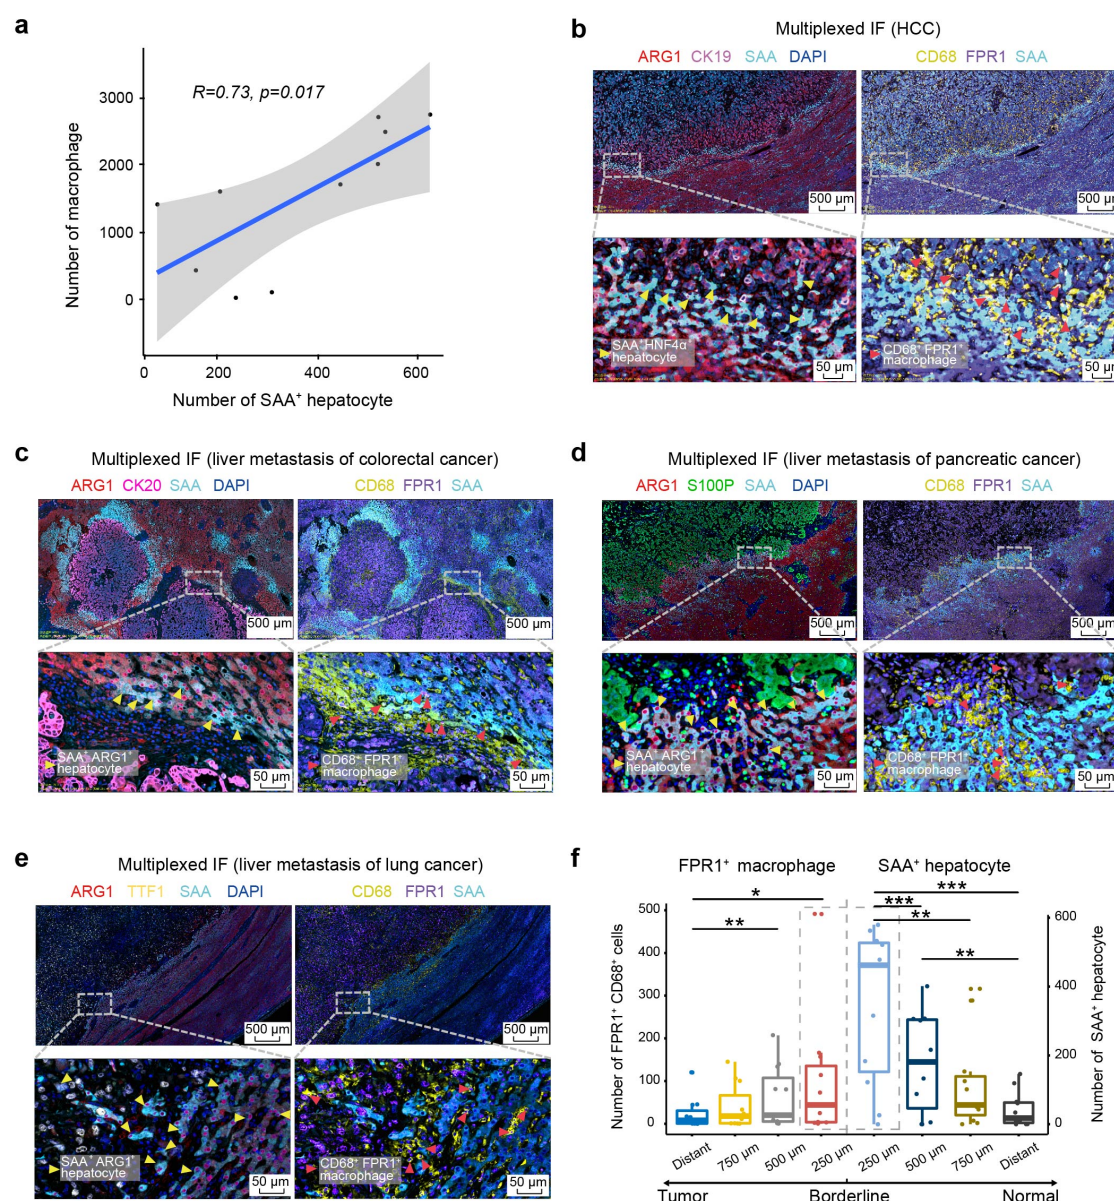 a
R=0.73, p=0.017
Number of macrophage
3000
2000
1000
0
0
200
400
600
Number of SAA⁺ hepatocyte
b
Multiplexed IF (HCC)
ARG1 CK19 SAA DAPI
CD68 FPR1 SAA
500 μm
500 μm
SAA⁺HNF4α⁺
hepatocyte
50 μm
CD68⁺ FPR1⁺
macrophage
50 μm
c
Multiplexed IF (liver metastasis of colorectal cancer)
ARG1 CK20 SAA DAPI
CD68 FPR1 SAA
500 μm
500 μm
SAA⁺ ARG1⁺
hepatocyte
50 μm
CD68⁺ FPR1⁺
macrophage
50 μm
d
Multiplexed IF (liver metastasis of pancreatic cancer)
ARG1 S100P SAA DAPI
CD68 FPR1 SAA
500 μm
500 μm
SAA⁺ ARG1⁺
hepatocyte
50 μm
CD68⁺ FPR1⁺
macrophage
50 μm
e
Multiplexed IF (liver metastasis of lung cancer)
ARG1 TTF1 SAA DAPI
CD68 FPR1 SAA
500 μm
500 μm
SAA⁺ ARG1⁺
hepatocyte
50 μm
CD68⁺ FPR1⁺
macrophage
50 μm
f
FPR1⁺ macrophage
SAA⁺ hepatocyte
*
**
***
***
**
**
Number of FPR1⁺ CD68⁺ cells
500
400
300
200
100
0
600
400
200
0
Number of SAA⁺ hepatocyte
Distant
750 μm
500 μm
250 μm
250 μm
500 μm
750 μm
Distant
Tumor
Borderline
Normal